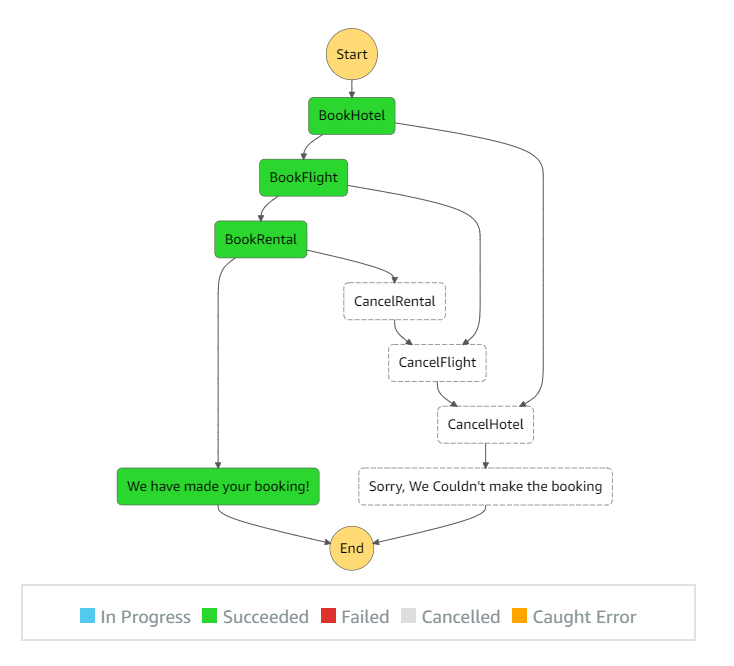 Start
BookHotel
BookFlight
BookRental
CancelRental
CancelFlight
CancelHotel
We have made your booking!
Sorry, We Couldn't make the booking
End
In Progress Succeeded Failed Cancelled Caught Error